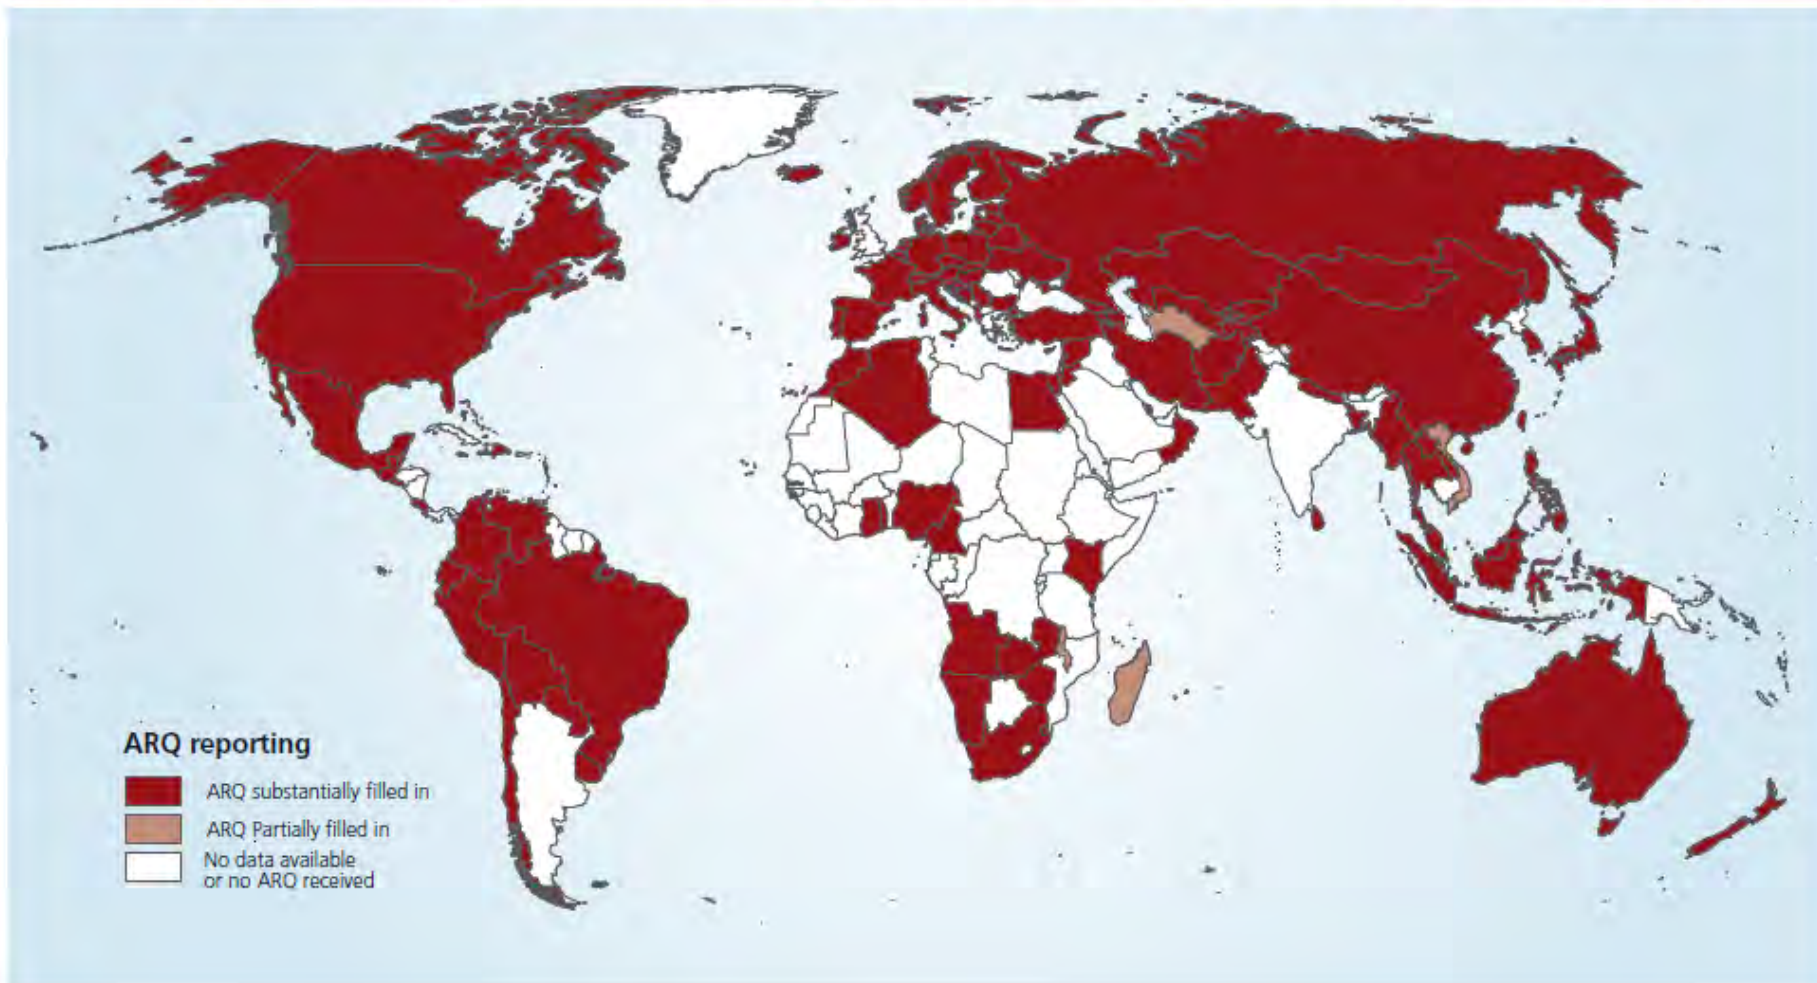 ARQ reporting
ARQ substantially filled in
ARQ Partially filled in
No data available
or no ARQ received